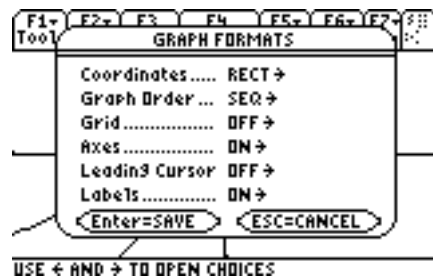 F1 F2 F3 F4 F5 F6 F7
Tool
GRAPH FORMATS
Coordinates..... RECT→
Graph Order... SEQ→
Grid................ OFF→
Axes............... ON→
Leading Cursor OFF→
Labels.............. ON→
Enter=SAVE ESC=CANCEL
USE ← AND → TO OPEN CHOICES